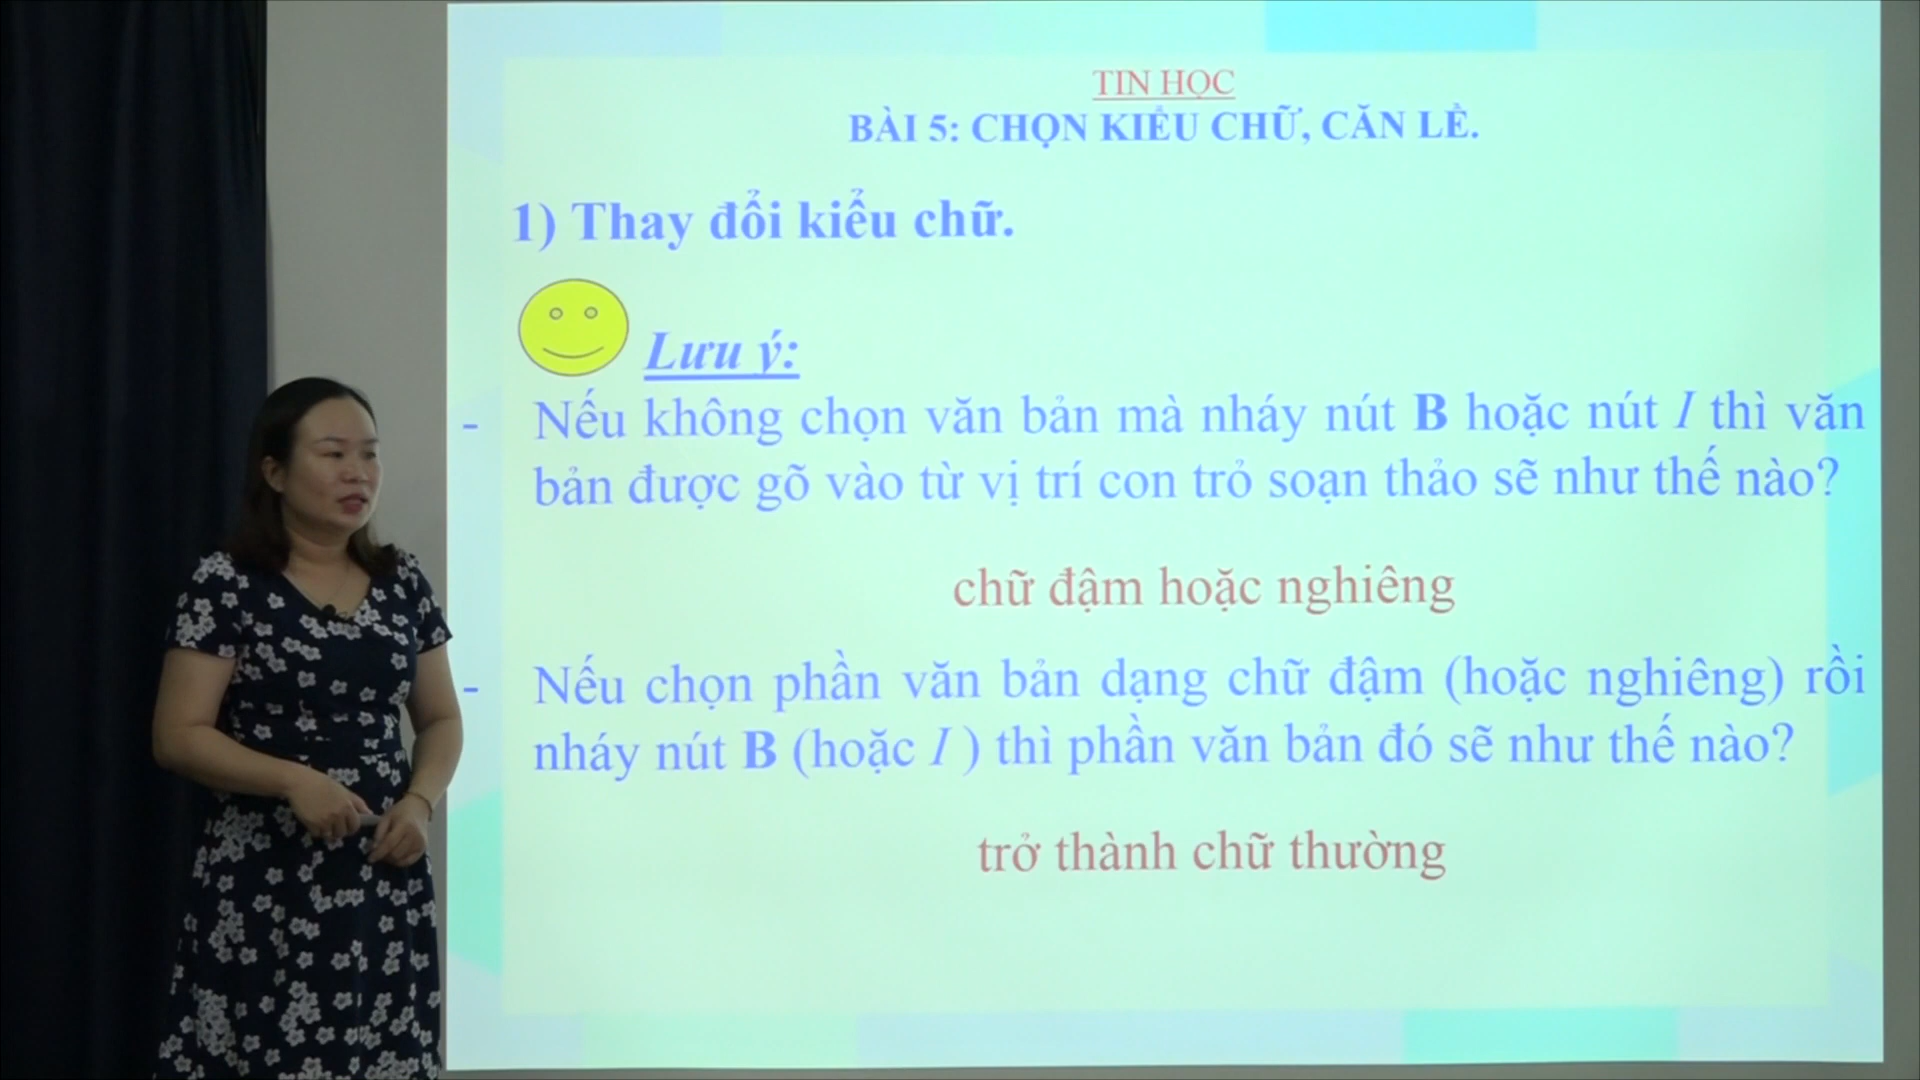 TIN HỌC
BÀI 5: CHỌN KIỂU CHỮ, CĂN LỀ.
1) Thay đổi kiểu chữ.
Lưu ý:
- Nếu không chọn văn bản mà nháy nút B hoặc nút I thì văn
bản được gõ vào từ vị trí con trỏ soạn thảo sẽ như thế nào?
chữ đậm hoặc nghiêng
- Nếu chọn phần văn bản dạng chữ đậm (hoặc nghiêng) rồi
nháy nút B (hoặc I ) thì phần văn bản đó sẽ như thế nào?
trở thành chữ thường